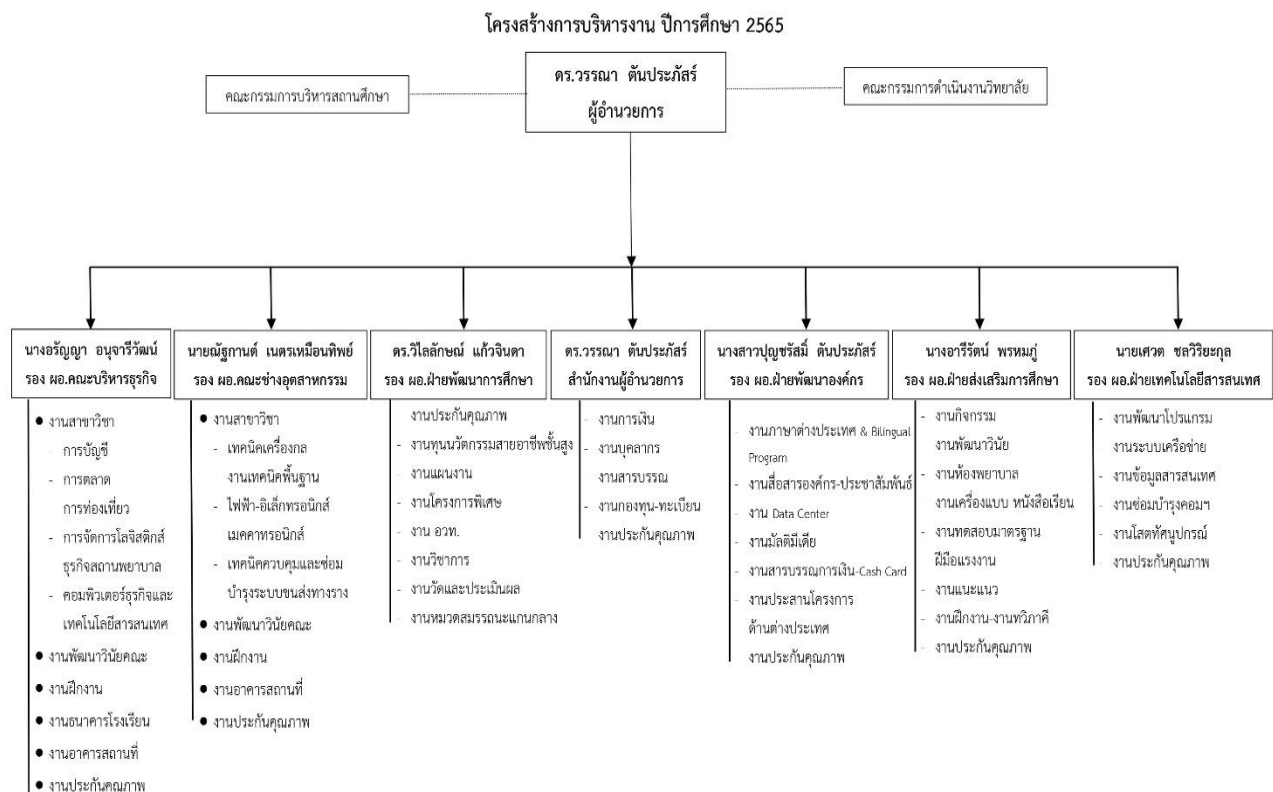 โครงสร้างการบริหารงาน ปีการศึกษา 2565
ดร.วรรณา ตันประภัสร์
ผู้อำนวยการ
คณะกรรมการบริหารสถานศึกษา
คณะกรรมการดำเนินงานวิทยาลัย
นางอรัญญา อนุจารีวัฒน์
รอง ผอ.คณะบริหารธุรกิจ
● งานสาขาวิชา
- การบัญชี
- การตลาด
การท่องเที่ยว
- การจัดการโลจิสติกส์
ธุรกิจสถานพยาบาล
- คอมพิวเตอร์ธุรกิจและ
เทคโนโลยีสารสนเทศ
● งานพัฒนาวินัยคณะ
● งานฝึกงาน
● งานธนาคารโรงเรียน
● งานอาคารสถานที่
● งานประกันคุณภาพ
นายณัฐกานต์ เนตรเหมือนทิพย์
รอง ผอ.คณะช่างอุตสาหกรรม
● งานสาขาวิชา
- เทคนิคเครื่องกล
งานเทคนิคพื้นฐาน
- ไฟฟ้า-อิเล็กทรอนิกส์
เมคคาทรอนิกส์
- เทคนิคควบคุมและซ่อม
บำรุงระบบขนส่งทางราง
● งานพัฒนาวินัยคณะ
● งานฝึกงาน
● งานอาคารสถานที่
● งานประกันคุณภาพ
ดร.วิไลลักษณ์ แก้วจินดา
รอง ผอ.ฝ่ายพัฒนาการศึกษา
งานประกันคุณภาพ
- งานทุนนวัตกรรมสายอาชีพชั้นสูง
- งานแผนงาน
- งานโครงการพิเศษ
- งาน อวท.
- งานวิชาการ
- งานวัดและประเมินผล
- งานหมวดสมรรถนะแกนกลาง
ดร.วรรณา ตันประภัสร์
สำนักงานผู้อำนวยการ
- งานการเงิน
- งานบุคลากร
งานสารบรรณ
- งานกองทุน-ทะเบียน
งานประกันคุณภาพ
นางสาวปุญชรัสมิ์ ตันประภัสร์
รอง ผอ.ฝ่ายพัฒนาองค์กร
- งานภาษาต่างประเทศ & Bilingual
Program
- งานสื่อสารองค์กร-ประชาสัมพันธ์
- งาน Data Center
- งานมัลติมีเดีย
- งานสารบรรณการเงิน-Cash Card
- งานประสานโครงการ
ด้านต่างประเทศ
งานประกันคุณภาพ
นางอารีรัตน์ พรหมภู่
รอง ผอ.ฝ่ายส่งเสริมการศึกษา
- งานกิจกรรม
งานพัฒนาวินัย
- งานห้องพยาบาล
งานเครื่องแบบ หนังสือเรียน
- งานทดสอบมาตรฐาน
ฝีมือแรงงาน
- งานแนะแนว
- งานฝึกงาน-งานทวิภาคี
- งานประกันคุณภาพ
นายเศวต ชลวิริยะกุล
รอง ผอ.ฝ่ายเทคโนโลยีสารสนเทศ
- งานพัฒนาโปรแกรม
งานระบบเครือข่าย
- งานข้อมูลสารสนเทศ
- งานซ่อมบำรุงคอมฯ
- งานโสตทัศนูปกรณ์
- งานประกันคุณภาพ